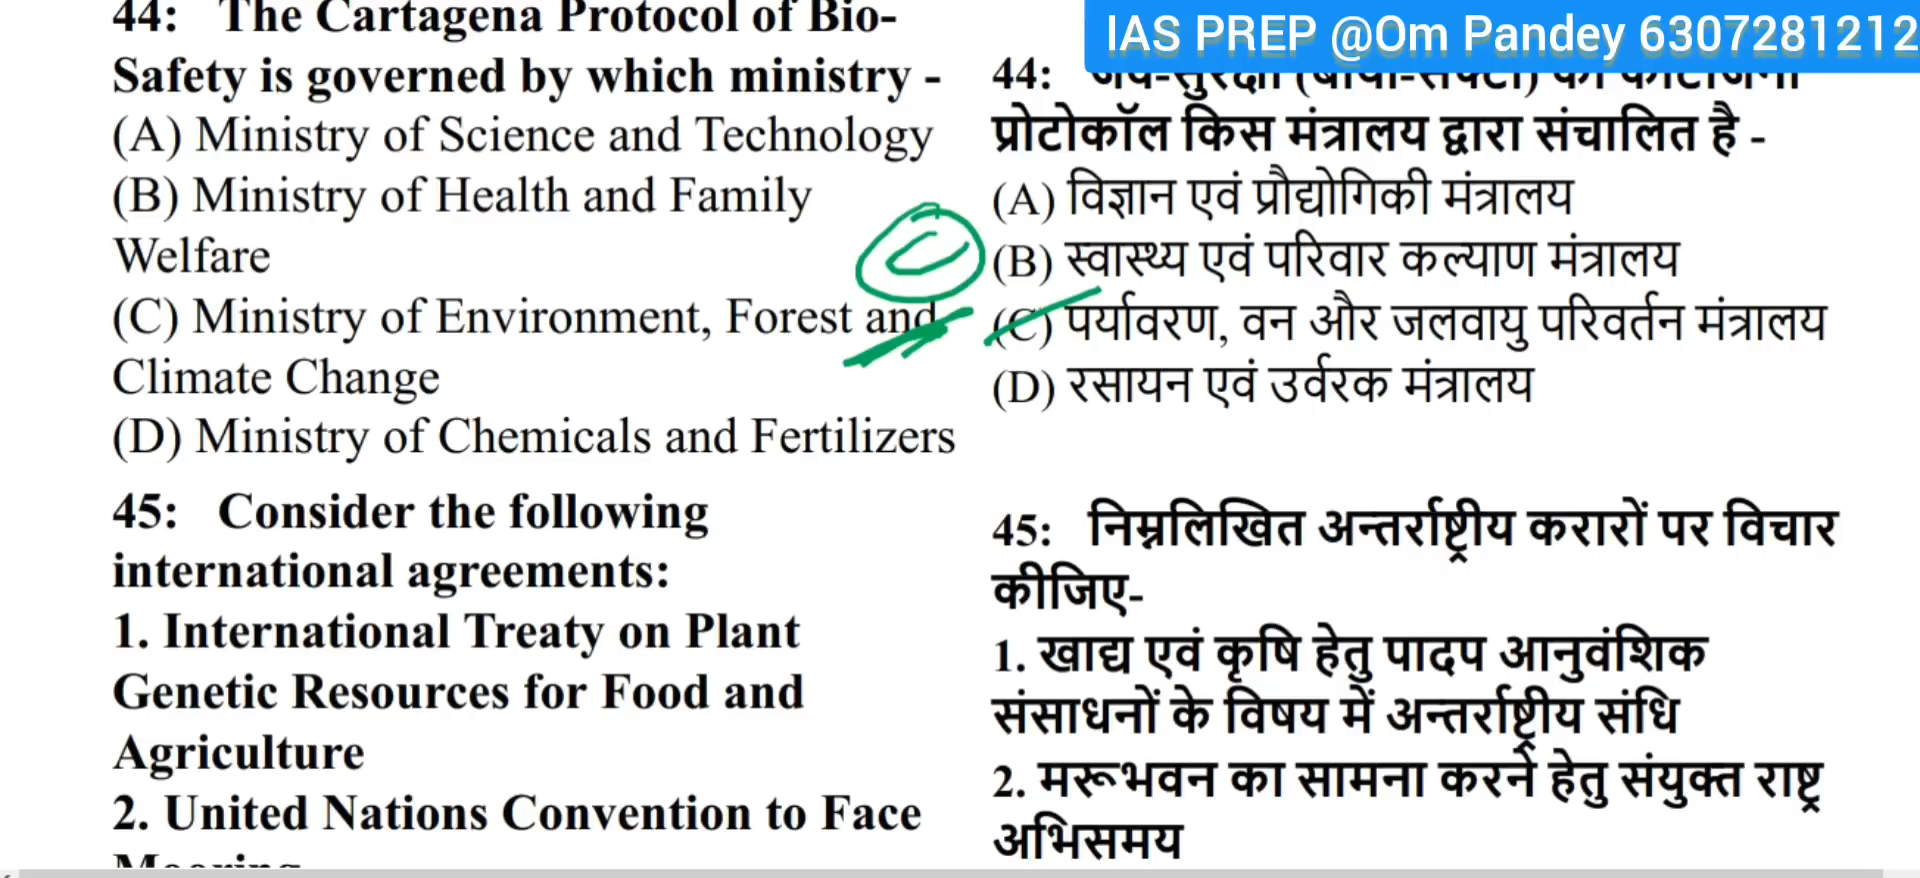 44: The Cartagena Protocol of Bio-
Safety is governed by which ministry -
(A) Ministry of Science and Technology
(B) Ministry of Health and Family
Welfare
(C) Ministry of Environment, Forest and
Climate Change
(D) Ministry of Chemicals and Fertilizers
45: Consider the following
international agreements:
1. International Treaty on Plant
Genetic Resources for Food and
Agriculture
2. United Nations Convention to Face
IAS PREP @Om Pandey 6307281212
44:
प्रोटोकॉल किस मंत्रालय द्वारा संचालित है -
(A) विज्ञान एवं प्रौद्योगिकी मंत्रालय
C
(B) स्वास्थ्य एवं परिवार कल्याण मंत्रालय
(C) पर्यावरण, वन और जलवायु परिवर्तन मंत्रालय
(D) रसायन एवं उर्वरक मंत्रालय
45: निम्नलिखित अन्तर्राष्ट्रीय करारों पर विचार
कीजिए-
1. खाद्य एवं कृषि हेतु पादप आनुवंशिक
संसाधनों के विषय में अन्तर्राष्ट्रीय संधि
2. मरूभवन का सामना करने हेतु संयुक्त राष्ट्र
अभिसमय